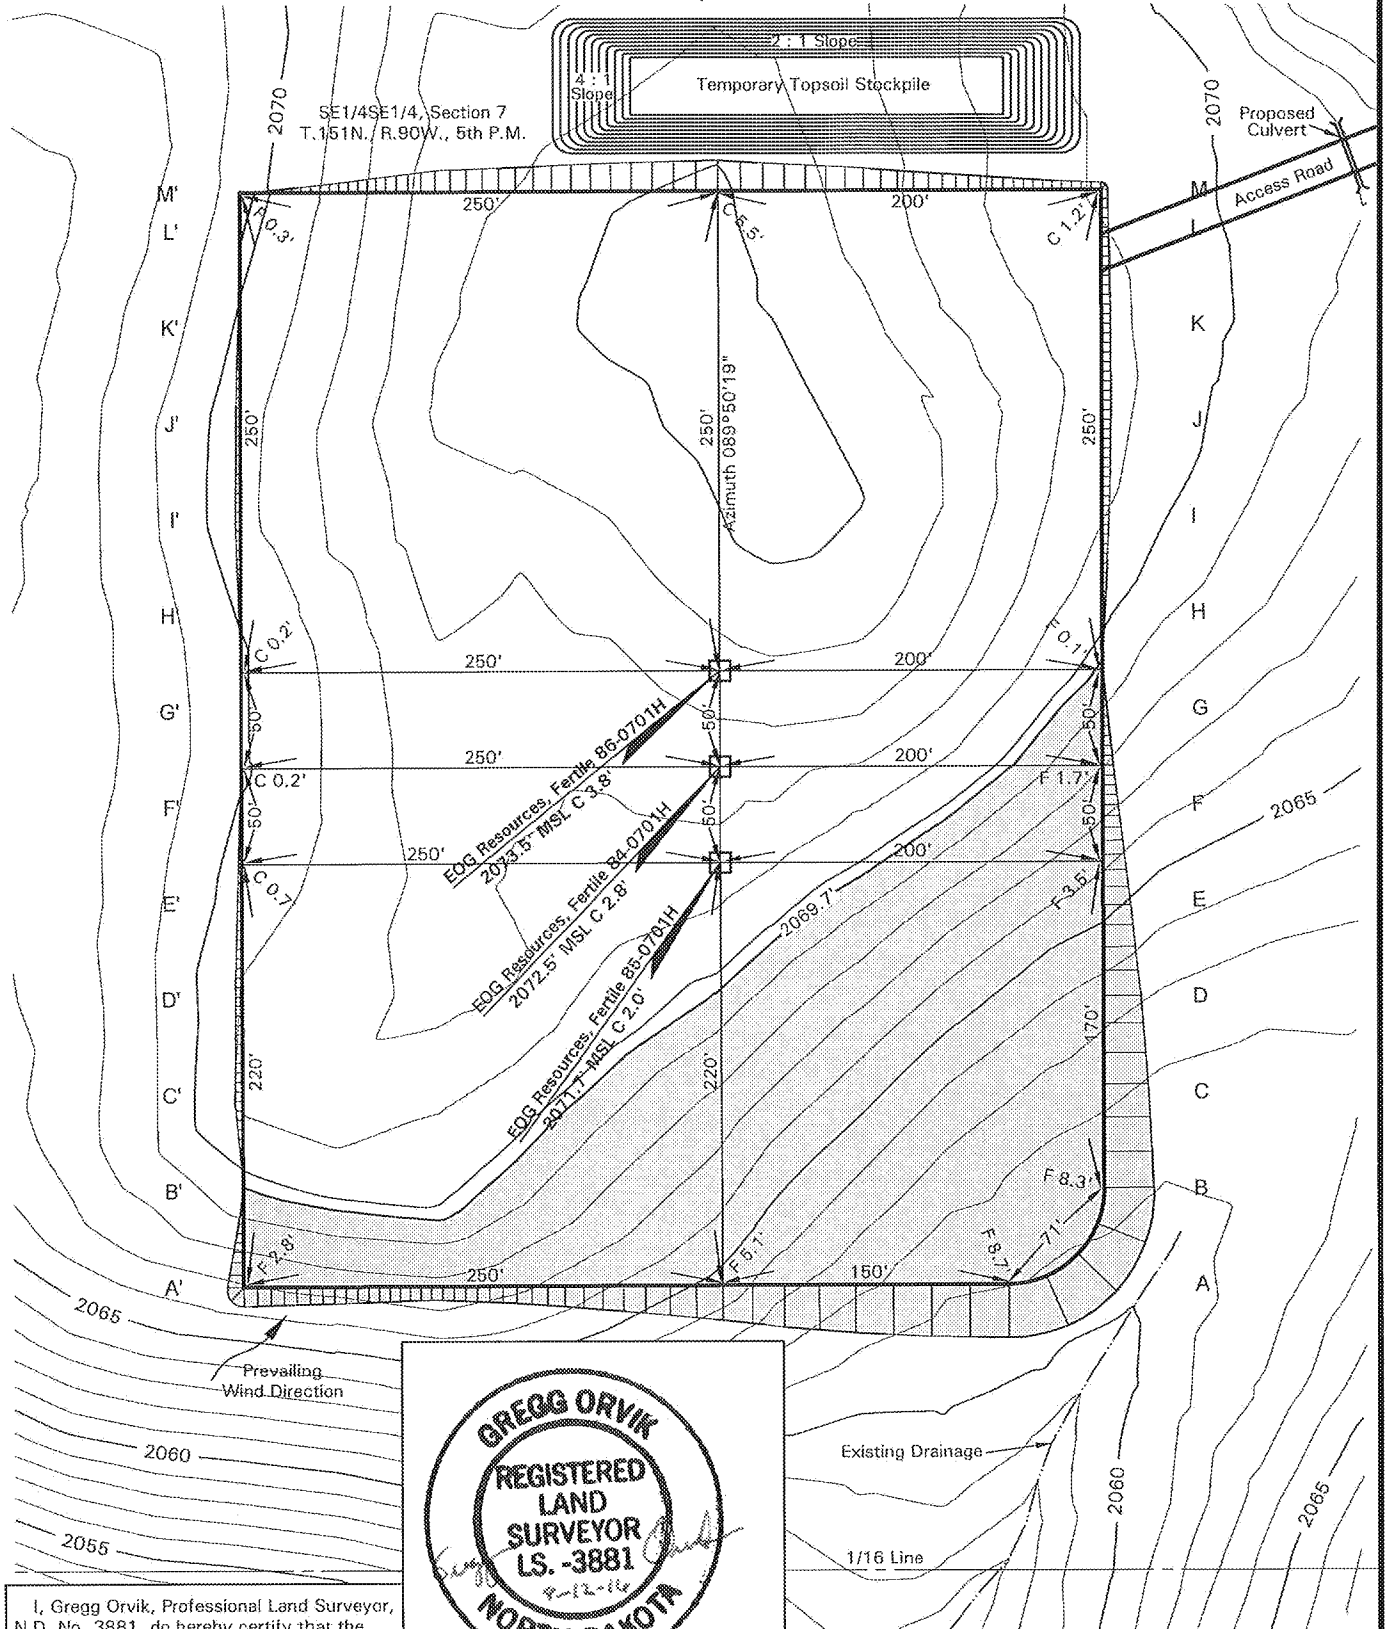 2 : 1 Slope
4 : 1
Slope
Temporary Topsoil Stockpile
2070
SE1/4SE1/4, Section 7
T.151N., R.90W., 5th P.M.
2070
Proposed
Culvert
Access Road
M'
L'
K'
J'
I'
H'
G'
F'
E'
D'
C'
B'
A'
M
L
K
J
I
H
G
F
E
D
C
B
A
250'
200'
F 0.3'
C 5.5'
C 1.2'
250'
250'
Azimuth 089°50'19"
250'
C 0.2'
250'
200'
F 0.1'
50'
50'
50'
C 0.2'
250'
200'
F 1.7'
50'
50'
50'
C 0.7'
250'
200'
F 3.5'
EOG Resources, Fertile 86-0701H
2073.5' MSL C 3.8'
EOG Resources, Fertile 84-0701H
2072.5' MSL C 2.8'
EOG Resources, Fertile 85-0701H
2071.7' MSL C 2.0'
2069.7'
2065
220'
220'
170'
F 8.3'
71'
F 8.7'
F 2.8'
250'
F 5.1'
150'
2065
Prevailing
Wind Direction
2060
2055
Existing Drainage
2060
2065
1/16 Line
GREGG ORVIK
REGISTERED
LAND
SURVEYOR
LS. -3881
NORTH DAKOTA
I, Gregg Orvik, Professional Land Surveyor,
N.D. No. 3881, do hereby certify that the